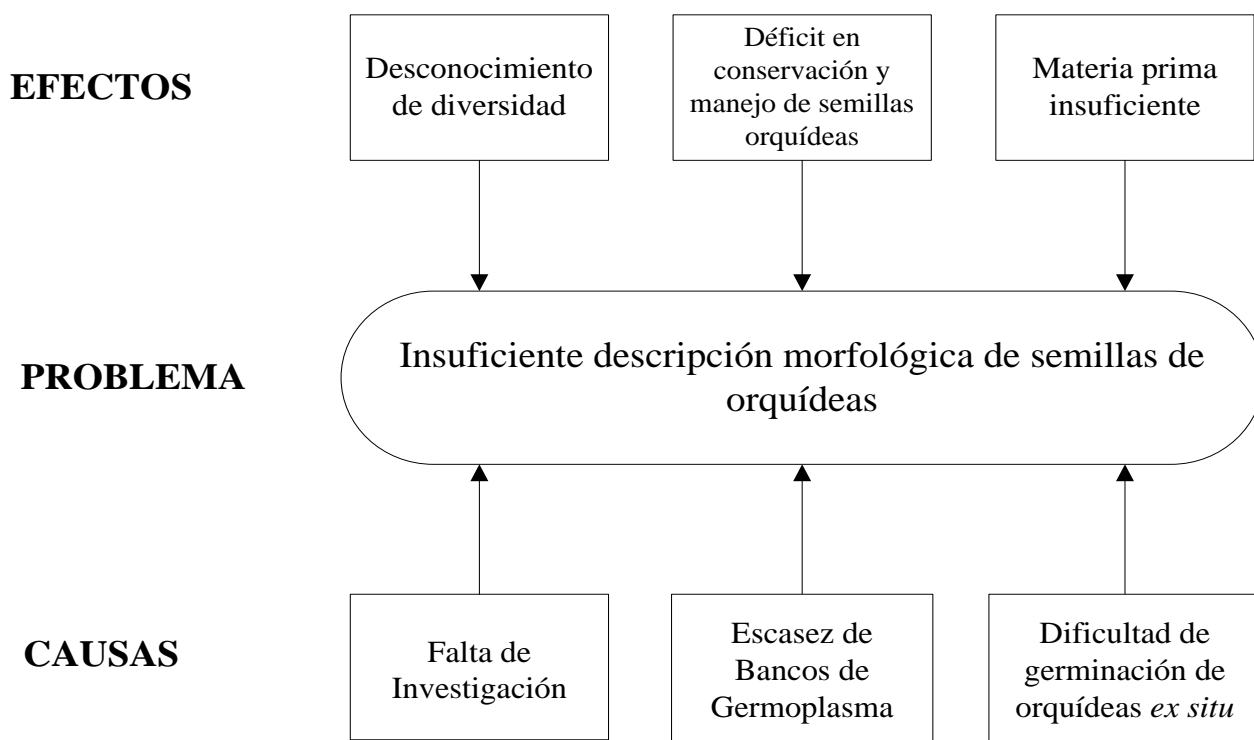 EFECTOS
Desconocimiento
de diversidad
Déficit en
conservación y
manejo de semillas
orquídeas
Materia prima
insuficiente
PROBLEMA
Insuficiente descripción morfológica de semillas de
orquídeas
CAUSAS
Falta de
Investigación
Escasez de
Bancos de
Germoplasma
Dificultad de
germinación de
orquídeas ex situ